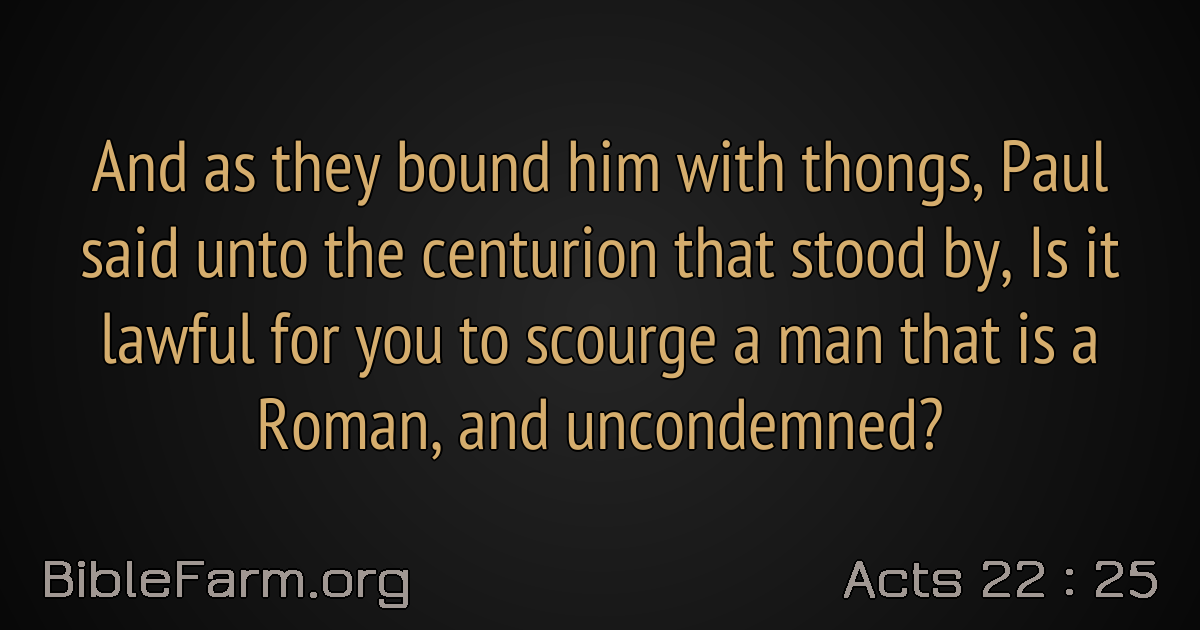 And as they bound him with thongs, Paul
said unto the centurion that stood by, Is it
lawful for you to scourge a man that is a
Roman, and uncondemned?
BibleFarm.org
Acts 22 : 25